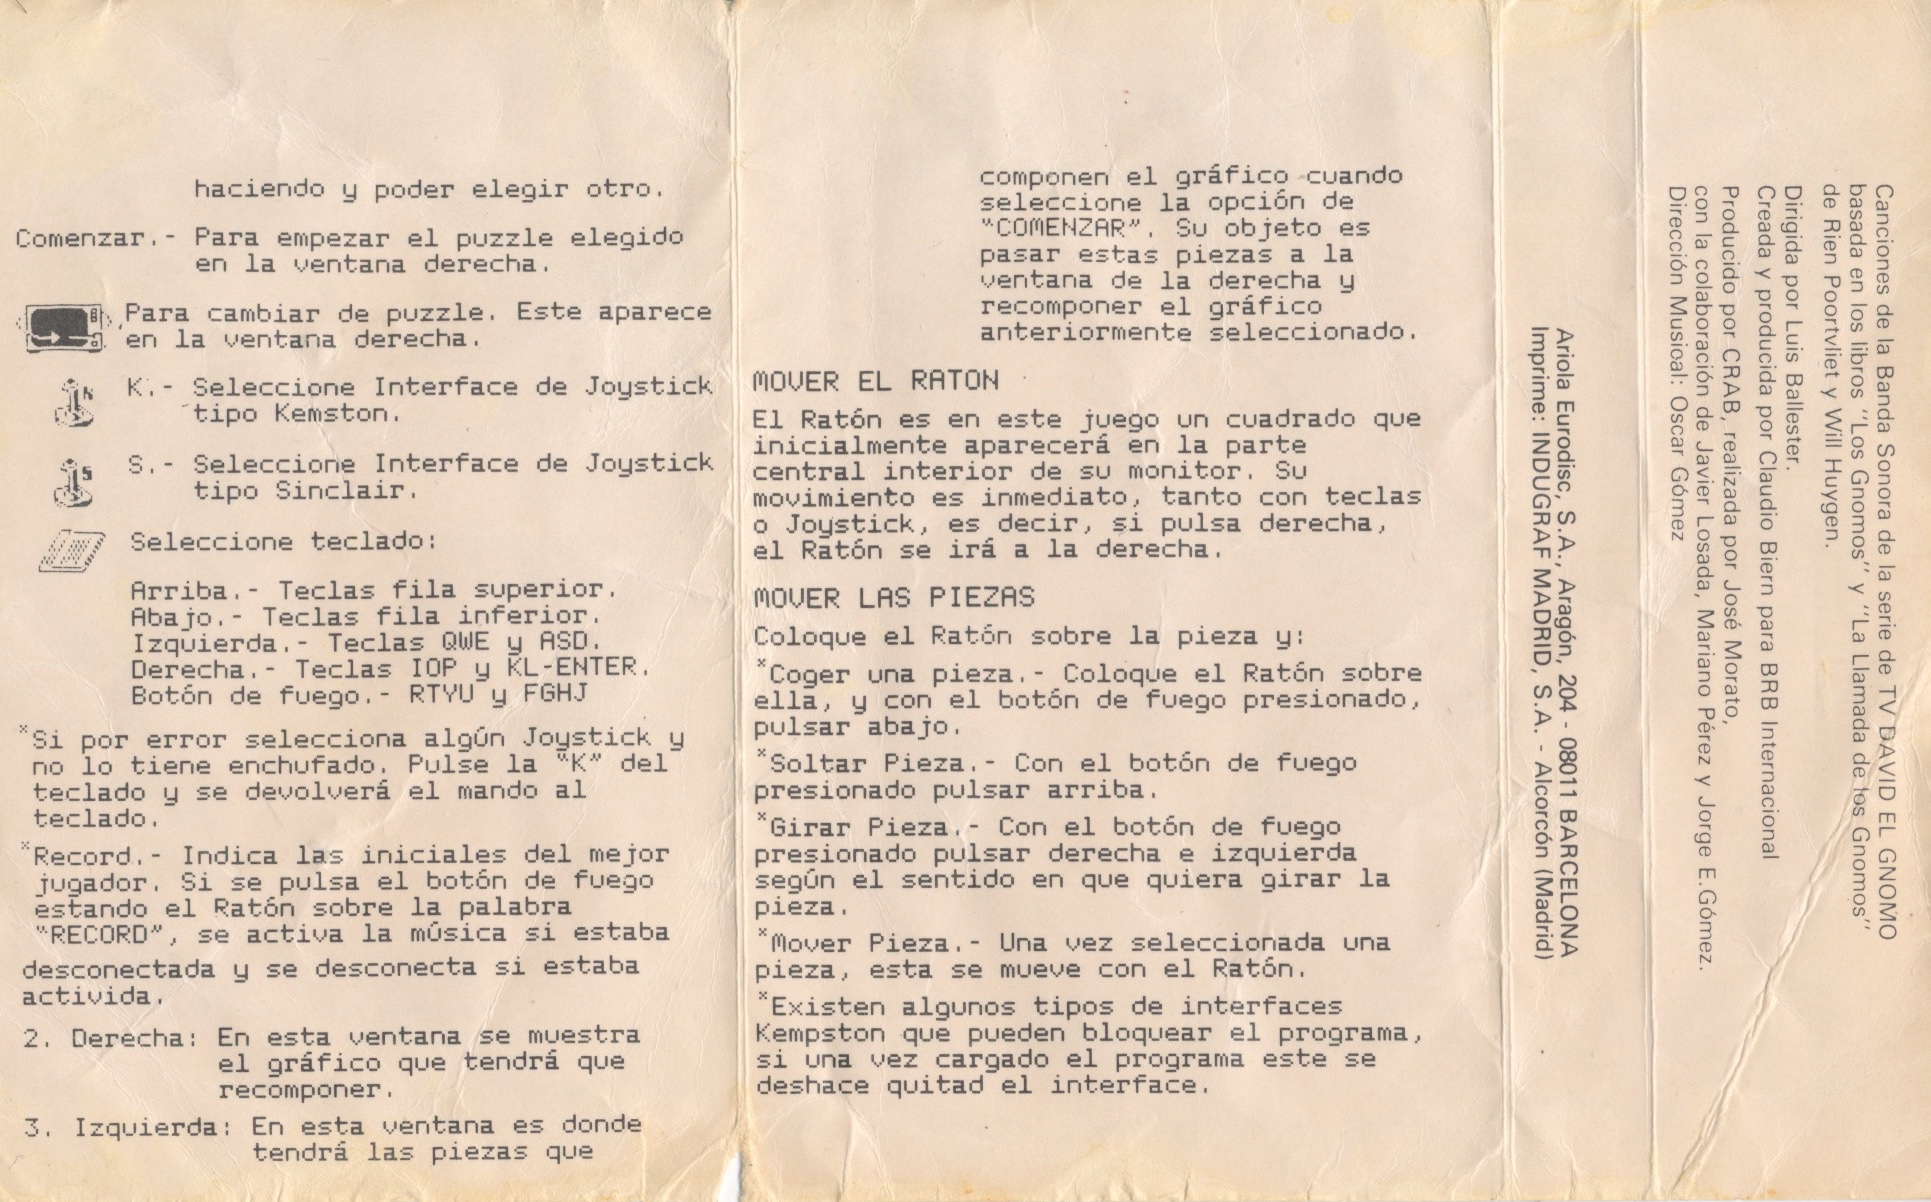 haciendo y poder elegir otro.
Comenzar.- Para empezar el puzzle elegido
en la ventana derecha.
Para cambiar de puzzle. Este aparece
en la ventana derecha.
K
K.- Seleccione Interface de Joystick
tipo Kemston.
S
S.- Seleccione Interface de Joystick
tipo Sinclair.
Seleccione teclado:
Arriba.- Teclas fila superior.
Abajo.- Teclas fila inferior.
Izquierda.- Teclas QWE y ASD.
Derecha.- Teclas IOP y KL-ENTER.
Botón de fuego.- RTYU y FGHJ
*Si por error selecciona algún Joystick y
no lo tiene enchufado. Pulse la "K" del
teclado y se devolverá el mando al
teclado.
*Record.- Indica las iniciales del mejor
jugador. Si se pulsa el botón de fuego
estando el Ratón sobre la palabra
"RECORD", se activa la música si estaba
desconectada y se desconecta si estaba
activida.
2. Derecha: En esta ventana se muestra
el gráfico que tendrá que
recomponer.
3. Izquierda: En esta ventana es donde
tendrá las piezas que
componen el gráfico cuando
seleccione la opción de
"COMENZAR". Su objeto es
pasar estas piezas a la
ventana de la derecha y
recomponer el gráfico
anteriormente seleccionado.
MOVER EL RATON
El Ratón es en este juego un cuadrado que
inicialmente aparecerá en la parte
central interior de su monitor. Su
movimiento es inmediato, tanto con teclas
o Joystick, es decir, si pulsa derecha,
el Ratón se irá a la derecha.
MOVER LAS PIEZAS
Coloque el Ratón sobre la pieza y:
*Coger una pieza.- Coloque el Ratón sobre
ella, y con el botón de fuego presionado,
pulsar abajo.
*Soltar Pieza.- Con el botón de fuego
presionado pulsar arriba.
*Girar Pieza.- Con el botón de fuego
presionado pulsar derecha e izquierda
según el sentido en que quiera girar la
pieza.
*Mover Pieza.- Una vez seleccionada una
pieza, esta se mueve con el Ratón.
*Existen algunos tipos de interfaces
Kempston que pueden bloquear el programa,
si una vez cargado el programa este se
deshace quitad el interface.
Ariola Eurodisc, S.A., Aragón, 204 - 08011 BARCELONA
Imprime: INDUGRAF MADRID, S.A. - Alcorcón (Madrid)
Canciones de la Banda Sonora de la serie de TV DAVID EL GNOMO
basada en los libros "Los Gnomos" y "La Llamada de los Gnomos"
de Rien Poortvliet y Will Huygen.
Dirigida por Luis Ballester.
Creada y producida por Claudio Biern para BRB Internacional
Producido por CRAB, realizada por José Morato,
con la colaboración de Javier Losada, Mariano Pérez y Jorge E.Gómez.
Dirección Musical: Oscar Gómez